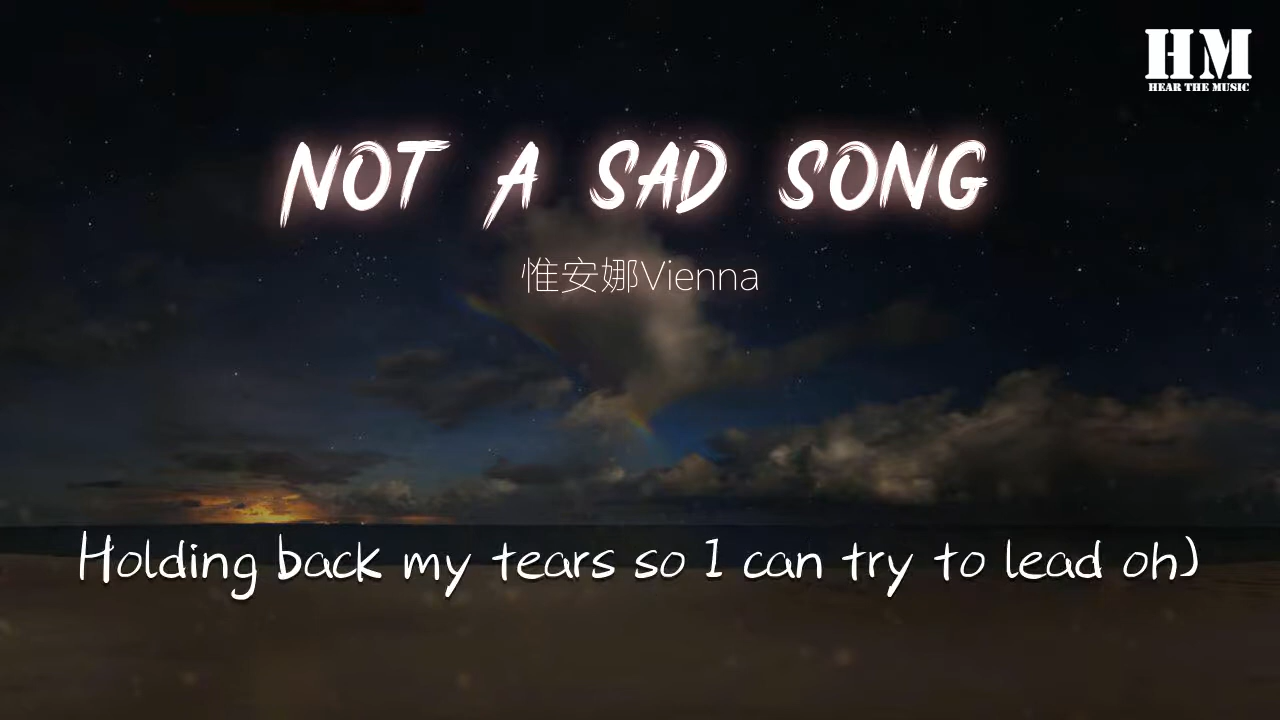 HM
HEAR THE MUSIC
NOT A SAD SONG
惟安娜Vienna
Holding back my tears so I can try to lead oh)